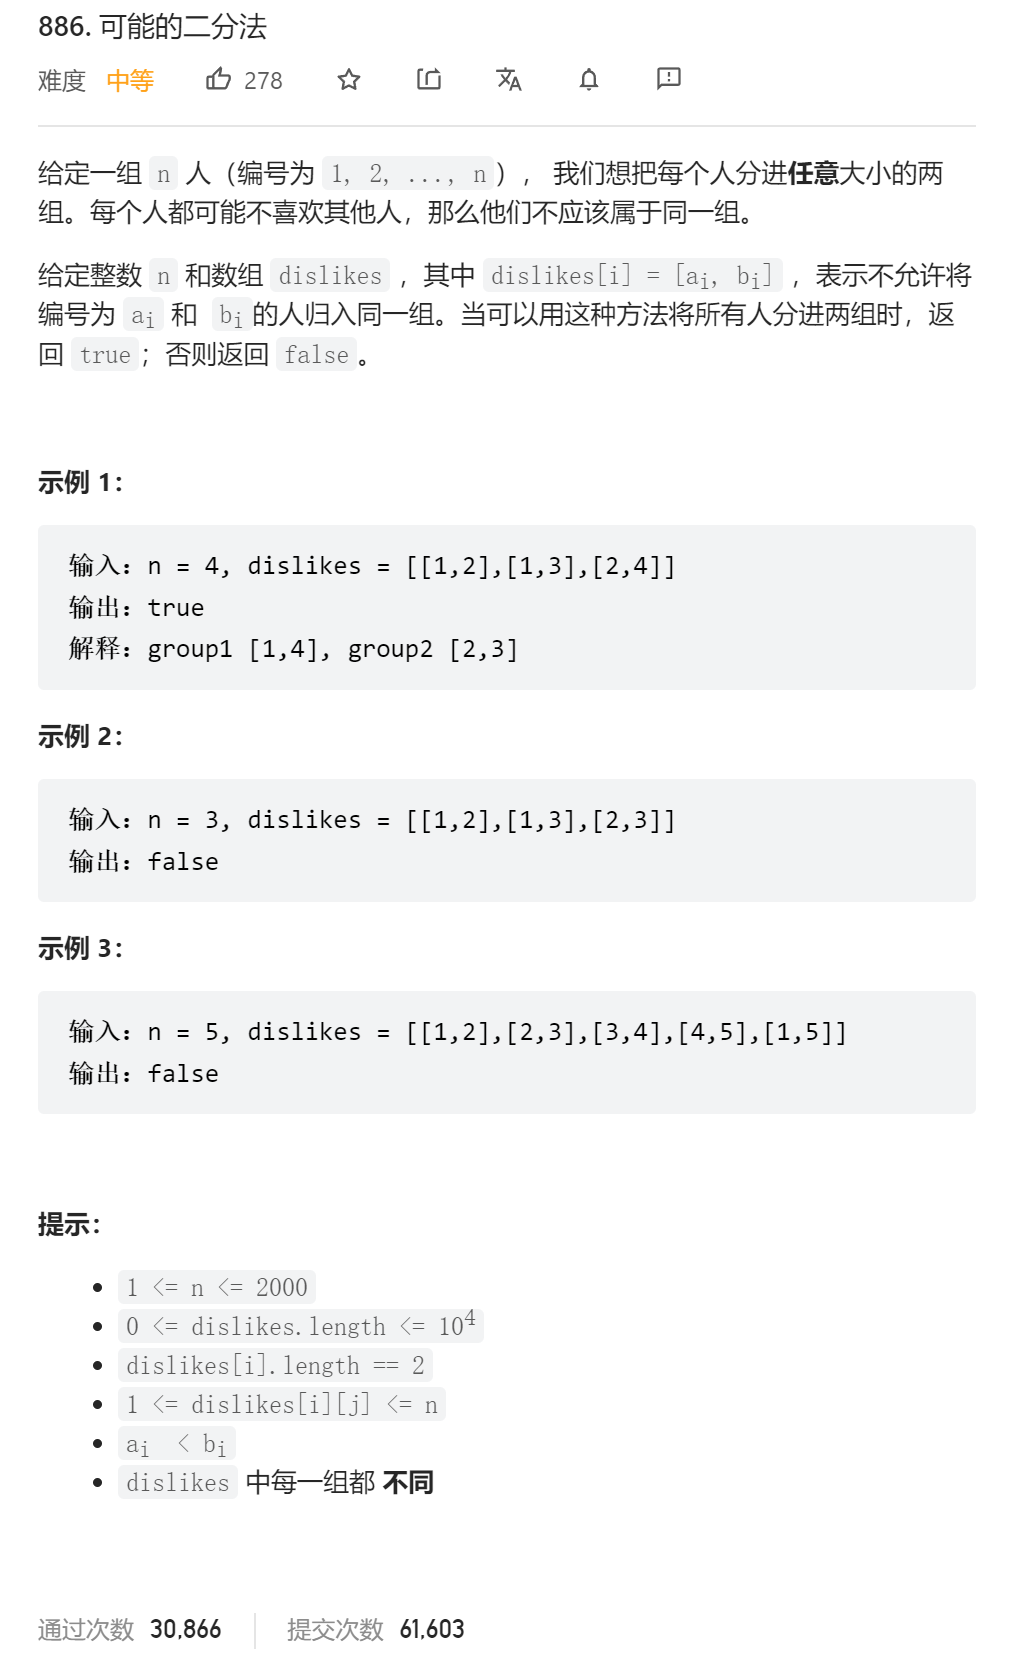 886. 可能的二分法
难度 中等 278
给定一组 n 人（编号为 1, 2, ..., n）， 我们想把每个人分进任意大小的两
组。每个人都可能不喜欢其他人，那么他们不应该属于同一组。
给定整数 n 和数组 dislikes ，其中 dislikes[i] = [ai, bi] ，表示不允许将
编号为 ai 和 bi的人归入同一组。当可以用这种方法将所有人分进两组时，返
回 true；否则返回 false。
示例 1：
输入：n = 4, dislikes = [[1,2],[1,3],[2,4]]
输出：true
解释：group1 [1,4], group2 [2,3]
示例 2：
输入：n = 3, dislikes = [[1,2],[1,3],[2,3]]
输出：false
示例 3：
输入：n = 5, dislikes = [[1,2],[2,3],[3,4],[4,5],[1,5]]
输出：false
提示：
1 <= n <= 2000
0 <= dislikes.length <= 10⁴
dislikes[i].length == 2
1 <= dislikes[i][j] <= n
ai < bi
dislikes 中每一组都 不同
通过次数 30,866 提交次数 61,603